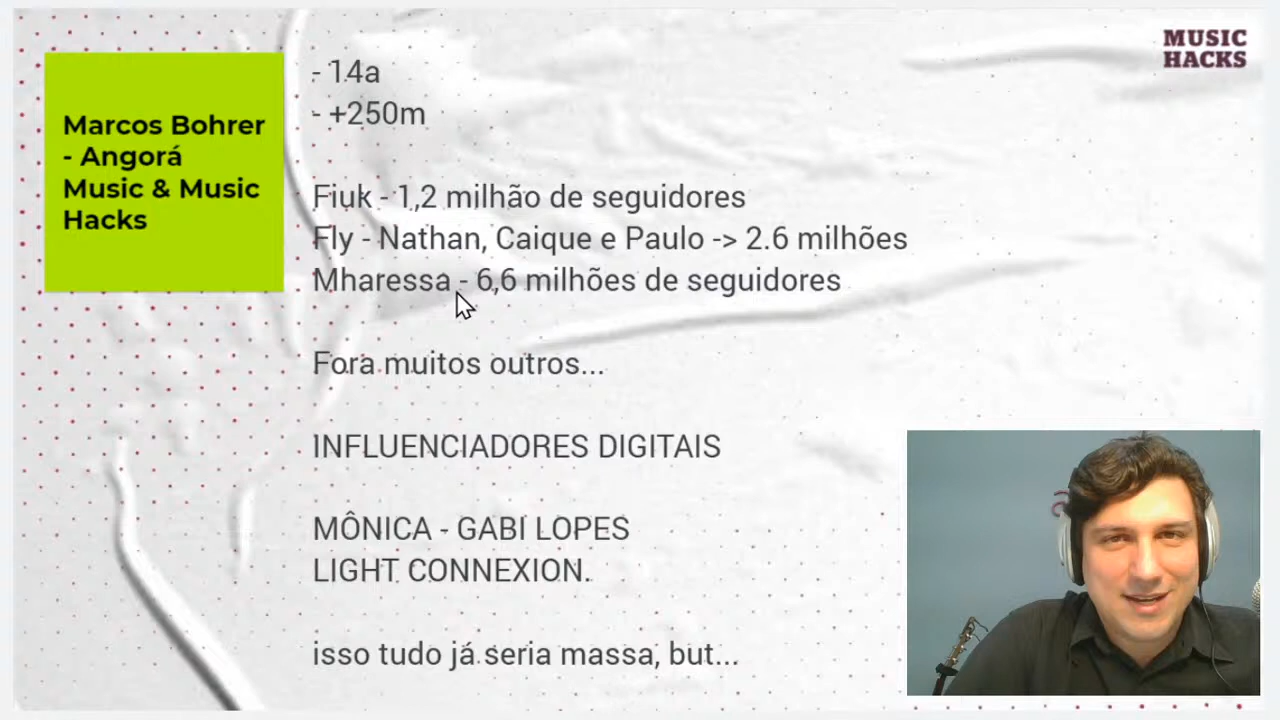 MUSIC
HACKS
Marcos Bohrer
- Angorá
Music & Music
Hacks
- 14a
- +250m
Fiuk - 1,2 milhão de seguidores
Fly - Nathan, Caique e Paulo -> 2.6 milhões
Mharessa - 6,6 milhões de seguidores
Fora muitos outros...
INFLUENCIADORES DIGITAIS
MÔNICA - GABI LOPES
LIGHT CONNEXION.
isso tudo já seria massa, but...